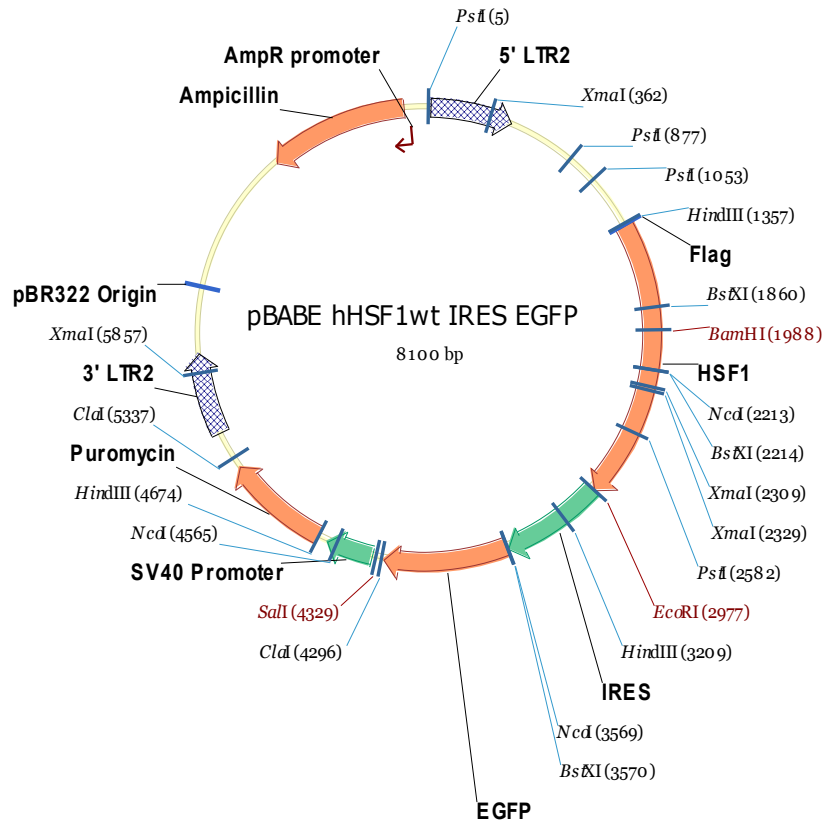 PstI (5)
5' LTR2
AmpR promoter
XmaI (362)
Ampicillin
PstI (877)
PstI (1053)
HindIII (1357)
Flag
pBR322 Origin
BstXI (1860)
pBABE hHSF1wt IRES EGFP
8100 bp
BamHI (1988)
XmaI (5857)
3' LTR2
HSF1
ClaI (5337)
NcoI (2213)
BstXI (2214)
Puromycin
HindIII (4674)
XmaI (2309)
NcoI (4565)
XmaI (2329)
SV40 Promoter
PstI (2582)
SalI (4329)
EcoRI (2977)
ClaI (4296)
HindIII (3209)
IRES
NcoI (3569)
BstXI (3570)
EGFP